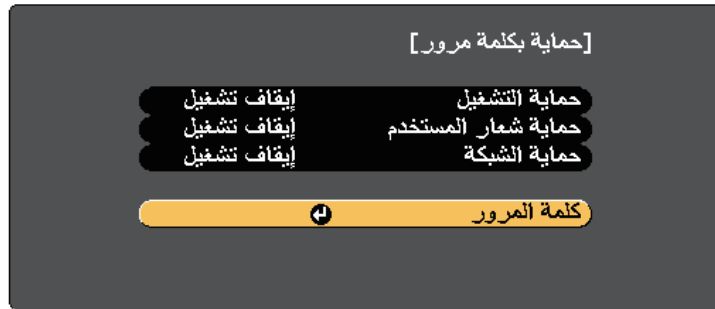 [حماية بكلمة مرور]
حماية التشغيل إيقاف تشغيل
حماية شعار المستخدم إيقاف تشغيل
حماية الشبكة إيقاف تشغيل
كلمة المرور